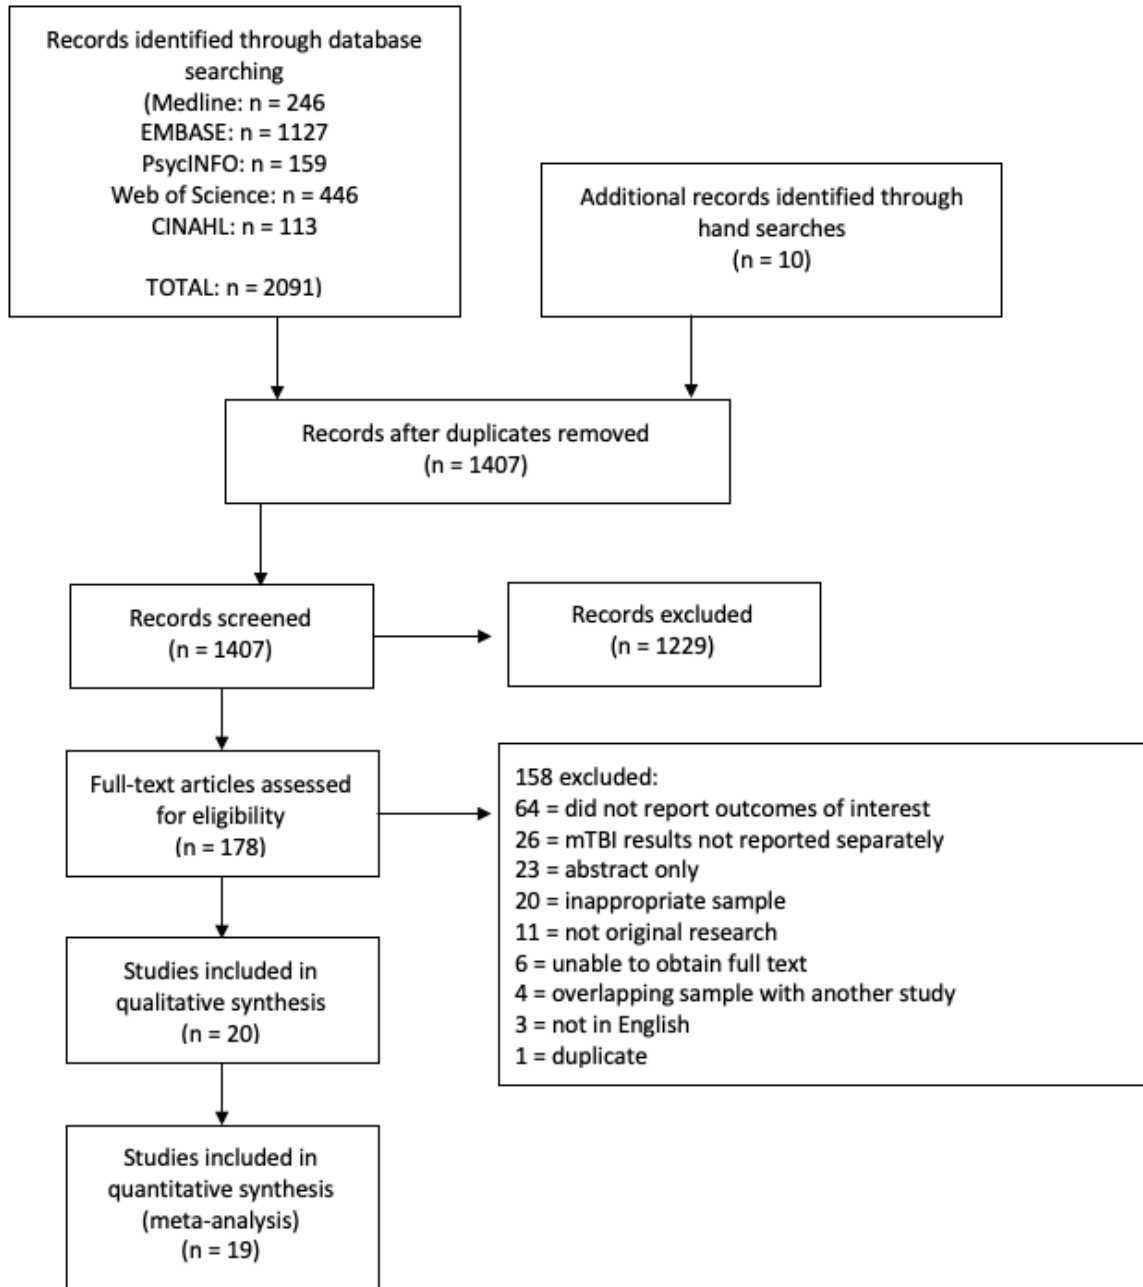 Records identified through database
searching
(Medline: n = 246
EMBASE: n = 1127
PsycINFO: n = 159
Web of Science: n = 446
CINAHL: n = 113
TOTAL: n = 2091)
Additional records identified through
hand searches
(n = 10)
Records after duplicates removed
(n = 1407)
Records screened
(n = 1407)
Records excluded
(n = 1229)
Full-text articles assessed
for eligibility
(n = 178)
158 excluded:
64 = did not report outcomes of interest
26 = mTBI results not reported separately
23 = abstract only
20 = inappropriate sample
11 = not original research
6 = unable to obtain full text
4 = overlapping sample with another study
3 = not in English
1 = duplicate
Studies included in
qualitative synthesis
(n = 20)
Studies included in
quantitative synthesis
(meta-analysis)
(n = 19)